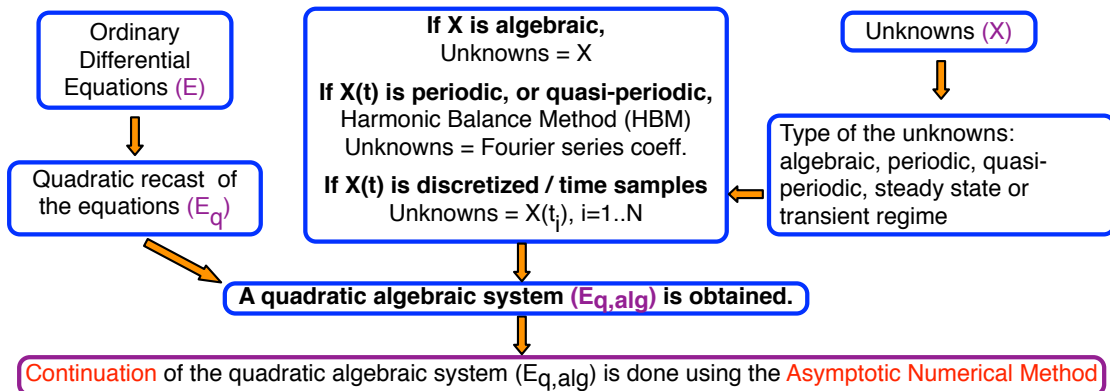 Ordinary
Differential
Equations (E)
Quadratic recast of
the equations (Eq)
If X is algebraic,
Unknowns = X
If X(t) is periodic, or quasi-periodic,
Harmonic Balance Method (HBM)
Unknowns = Fourier series coeff.
If X(t) is discretized / time samples
Unknowns = X(ti), i=1..N
Unknowns (X)
Type of the unknowns:
algebraic, periodic, quasi-
periodic, steady state or
transient regime
A quadratic algebraic system (Eq,alg) is obtained.
Continuation of the quadratic algebraic system (Eq,alg) is done using the Asymptotic Numerical Method